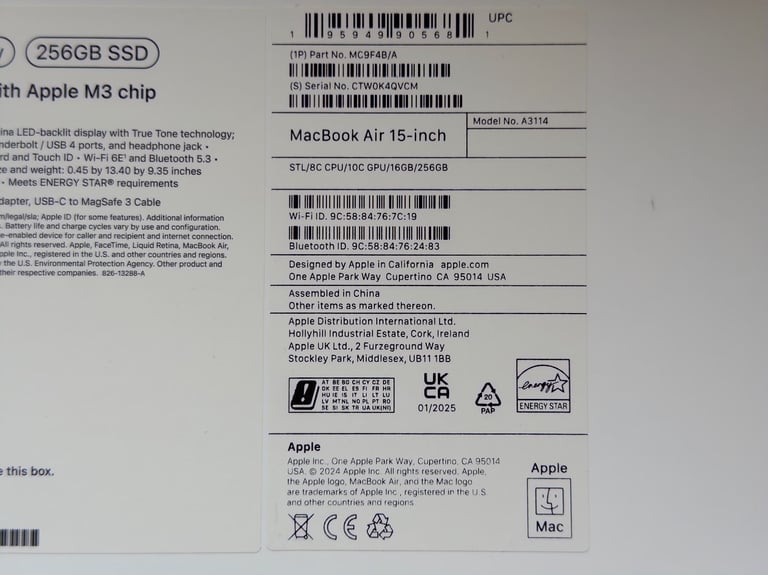 256GB SSD
ith Apple M3 chip
ina LED-backlit display with True Tone technology;
nderbolt / USB 4 ports, and headphone jack •
rd and Touch ID • Wi-Fi 6E¹ and Bluetooth 5.3 •
e and weight: 0.45 by 13.40 by 9.35 inches
• Meets ENERGY STAR® requirements
dapter, USB-C to MagSafe 3 Cable
m/legal/sla; Apple ID (for some features). Additional information
. Battery life and charge cycles vary by use and configuration.
e-enabled device for caller and recipient and internet connection.
All rights reserved. Apple, FaceTime, Liquid Retina, MacBook Air,
pple Inc., registered in the U.S. and other countries and regions.
the U.S. Environmental Protection Agency. Other product and
their respective companies. 826-13288-A
e this box.
UPC
1 95949 90568 1
(1P) Part No. MC9F4B/A
(S) Serial No. CTW0K4QVCM
MacBook Air 15-inch
Model No. A3114
STL/8C CPU/10C GPU/16GB/256GB
Wi-Fi ID. 9C:58:84:76:7C:19
Bluetooth ID. 9C:58:84:76:24:83
Designed by Apple in California apple.com
One Apple Park Way Cupertino CA 95014 USA
Assembled in China
Other items as marked thereon.
Apple Distribution International Ltd.
Hollyhill Industrial Estate, Cork, Ireland
Apple UK Ltd., 2 Furzeground Way
Stockley Park, Middlesex, UB11 1BB
AT BE BG CH CY CZ DE
DK EE EL ES FI FR HR
HU IE IS IT LI LT LU
LV MT NL NO PL PT RO
SE SI SK TR UA UK(NI)
UK
CA
01/2025
20
PAP
energy
ENERGY STAR
Apple
Apple Inc., One Apple Park Way, Cupertino, CA 95014
USA. © 2024 Apple Inc. All rights reserved. Apple,
the Apple logo, MacBook Air, and the Mac logo
are trademarks of Apple Inc., registered in the U.S.
and other countries and regions.
CE
Apple
Mac